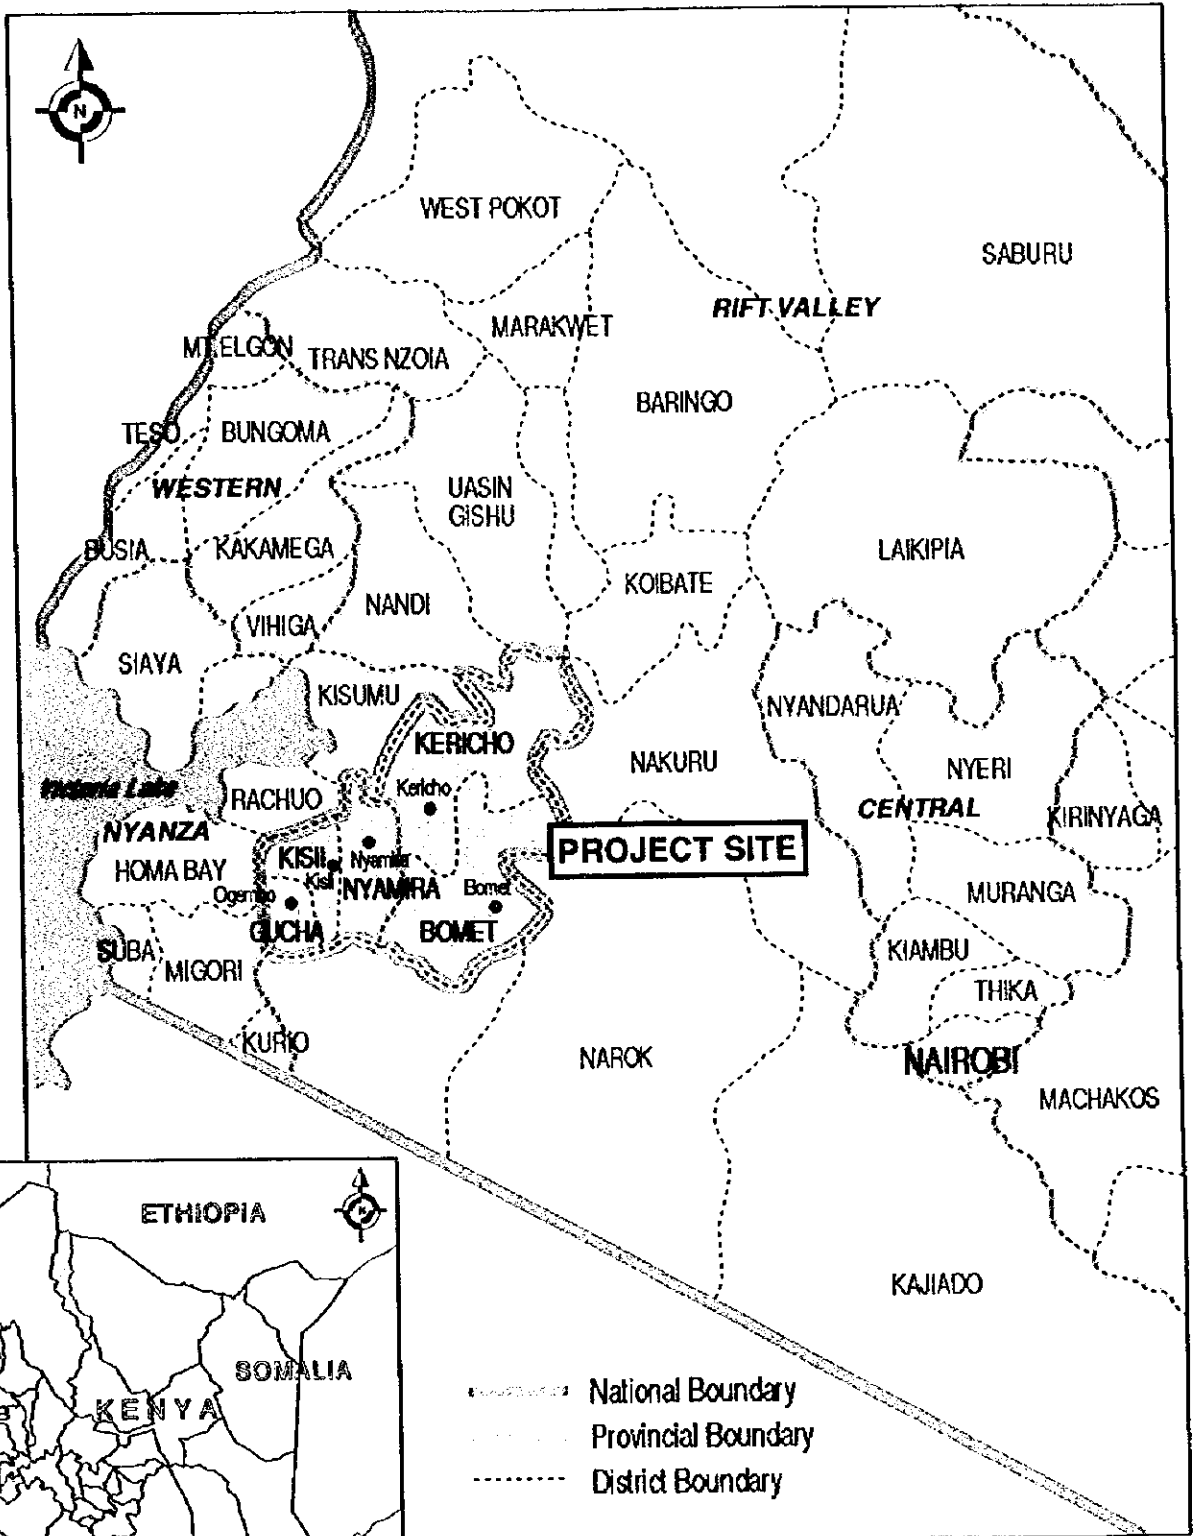 N
WEST POKOT
SABURU
RIFT VALLEY
MARAKWET
MT.ELGON
TRANS NZOIA
BARINGO
TESO
BUNGOMA
WESTERN
UASIN
GISHU
BUSIA
KAKAMEGA
LAIKIPIA
KOIBATE
NANDI
VIHIGA
SIAYA
KISUMU
NYANDARUA
KERICHO
NAKURU
NYERI
Victoria Lake
RACHUO
Kericho
CENTRAL
KIRINYAGA
NYANZA
PROJECT SITE
KISII
Nyamira
HOMA BAY
Kisii
NYAMIRA
Bomet
MURANGA
Ogembo
GUCHA
BOMET
SUBA
KIAMBU
MIGORI
THIKA
KURIO
NAROK
NAIROBI
MACHAKOS
ETHIOPIA
N
KAJIADO
SOMALIA
KENYA
National Boundary
Provincial Boundary
District Boundary